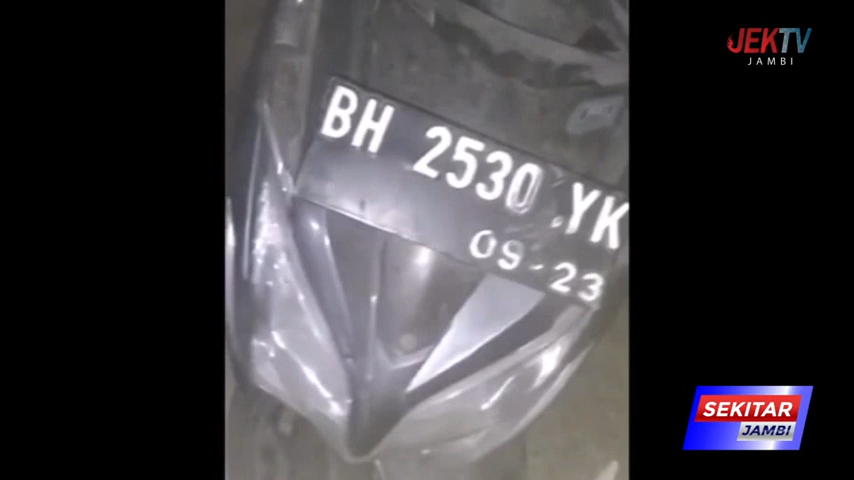 JEKTV
JAMBI
BH 2530 YK
09-23
SEKITAR
JAMBI